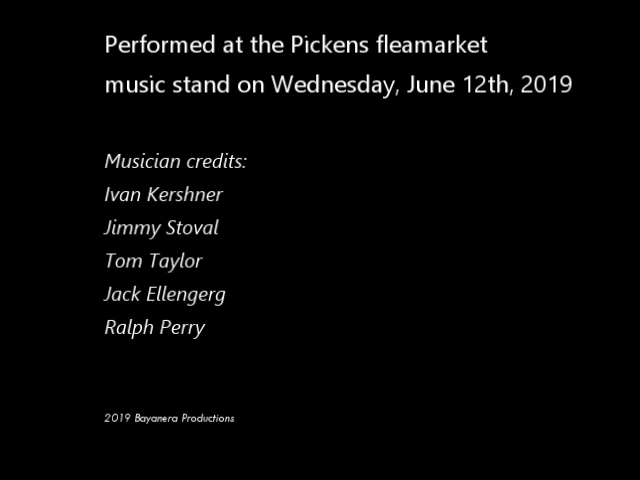 Performed at the Pickens fleamarket
music stand on Wednesday, June 12th, 2019
Musician credits:
Ivan Kershner
Jimmy Stoval
Tom Taylor
Jack Ellengerg
Ralph Perry
2019 Bayanera Productions